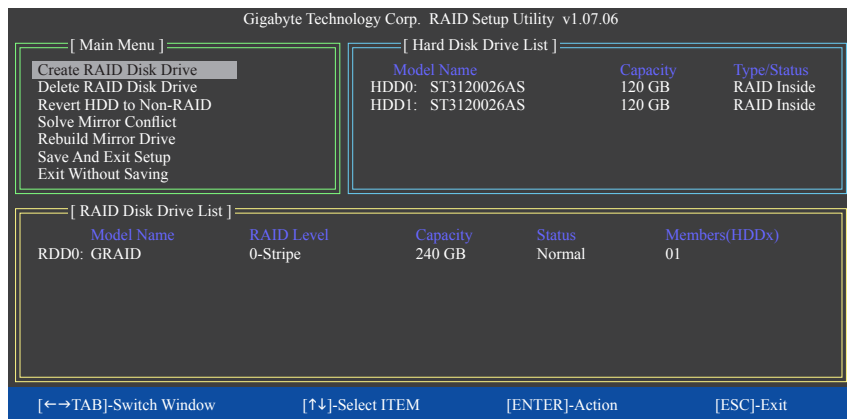 Gigabyte Technology Corp. RAID Setup Utility v1.07.06
[ Main Menu ]
Create RAID Disk Drive
Delete RAID Disk Drive
Revert HDD to Non-RAID
Solve Mirror Conflict
Rebuild Mirror Drive
Save And Exit Setup
Exit Without Saving
[ Hard Disk Drive List ]
Model Name Capacity Type/Status
HDD0: ST3120026AS 120 GB RAID Inside
HDD1: ST3120026AS 120 GB RAID Inside
[ RAID Disk Drive List ]
Model Name RAID Level Capacity Status Members(HDDx)
RDD0: GRAID 0-Stripe 240 GB Normal 01
[←→TAB]-Switch Window [↑↓]-Select ITEM [ENTER]-Action [ESC]-Exit